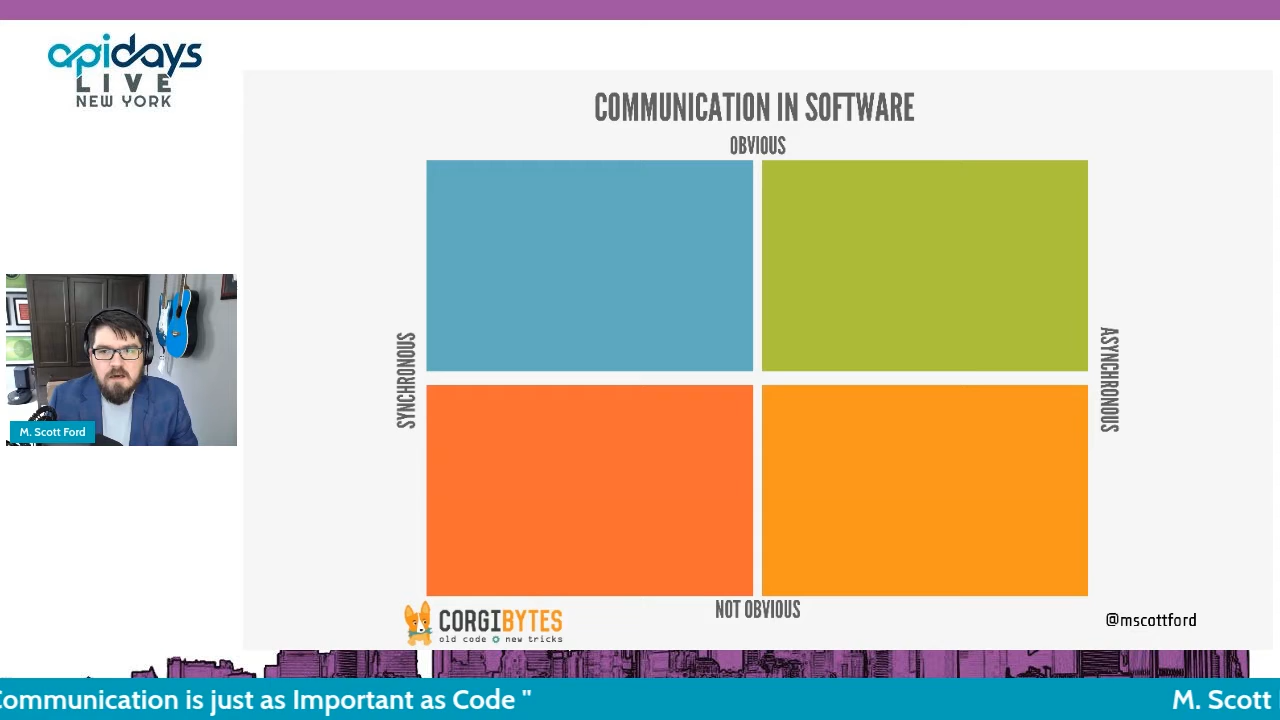 apidays
LIVE
NEW YORK
COMMUNICATION IN SOFTWARE
OBVIOUS
SYNCHRONOUS
ASYNCHRONOUS
M. Scott Ford
NOT OBVIOUS
CORGIBYTES
old code new tricks
@mscottford
ommunication is just as Important as Code "
M. Scott